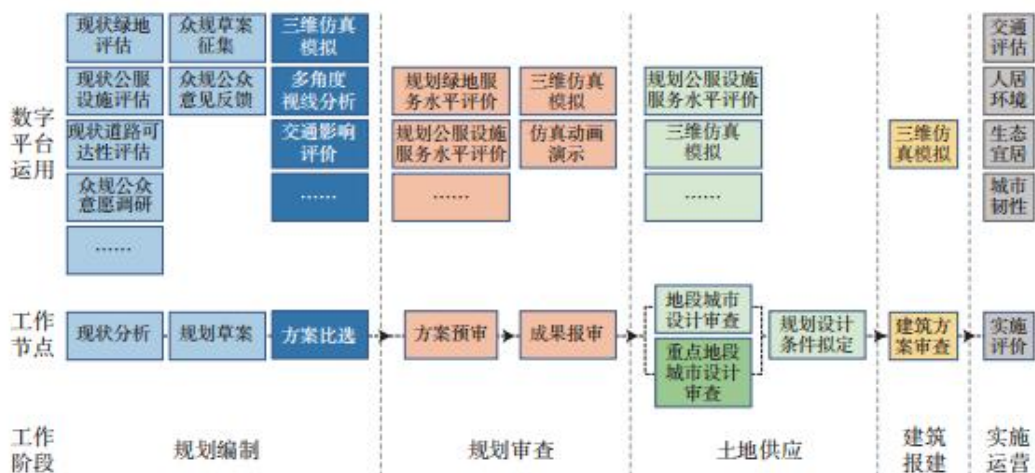 数字
平台
运用
现状绿地
评估
现状公服
设施评估
现状道路可
达性评估
众规公众
意愿调研
……
众规草案
征集
众规公众
意见反馈
三维仿真
模拟
多角度
视线分析
交通影响
评价
……
规划绿地服
务水平评价
规划公服设施
服务水平评价
……
三维仿真
模拟
仿真动画
演示
规划公服设施
服务水平评价
三维仿真
模拟
……
三维仿
真模拟
交通
评估
人居
环境
生态
宜居
城市
韧性
工作
节点
现状分析
规划草案
方案比选
方案预审
成果报审
地段城市
设计审查
重点地段
城市设计
审查
规划设计
条件拟定
建筑方
案审查
实施
评价
工作
阶段
规划编制
规划审查
土地供应
建筑
报建
实施
运营